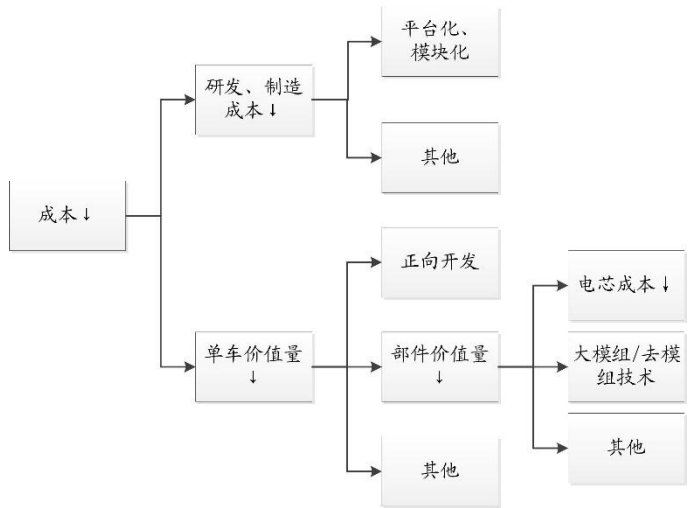 平台化、
模块化
研发、制造
成本↓
其他
成本↓
正向开发
电芯成本↓
单车价值量
↓
部件价值量
↓
大模组/去模
组技术
其他
其他